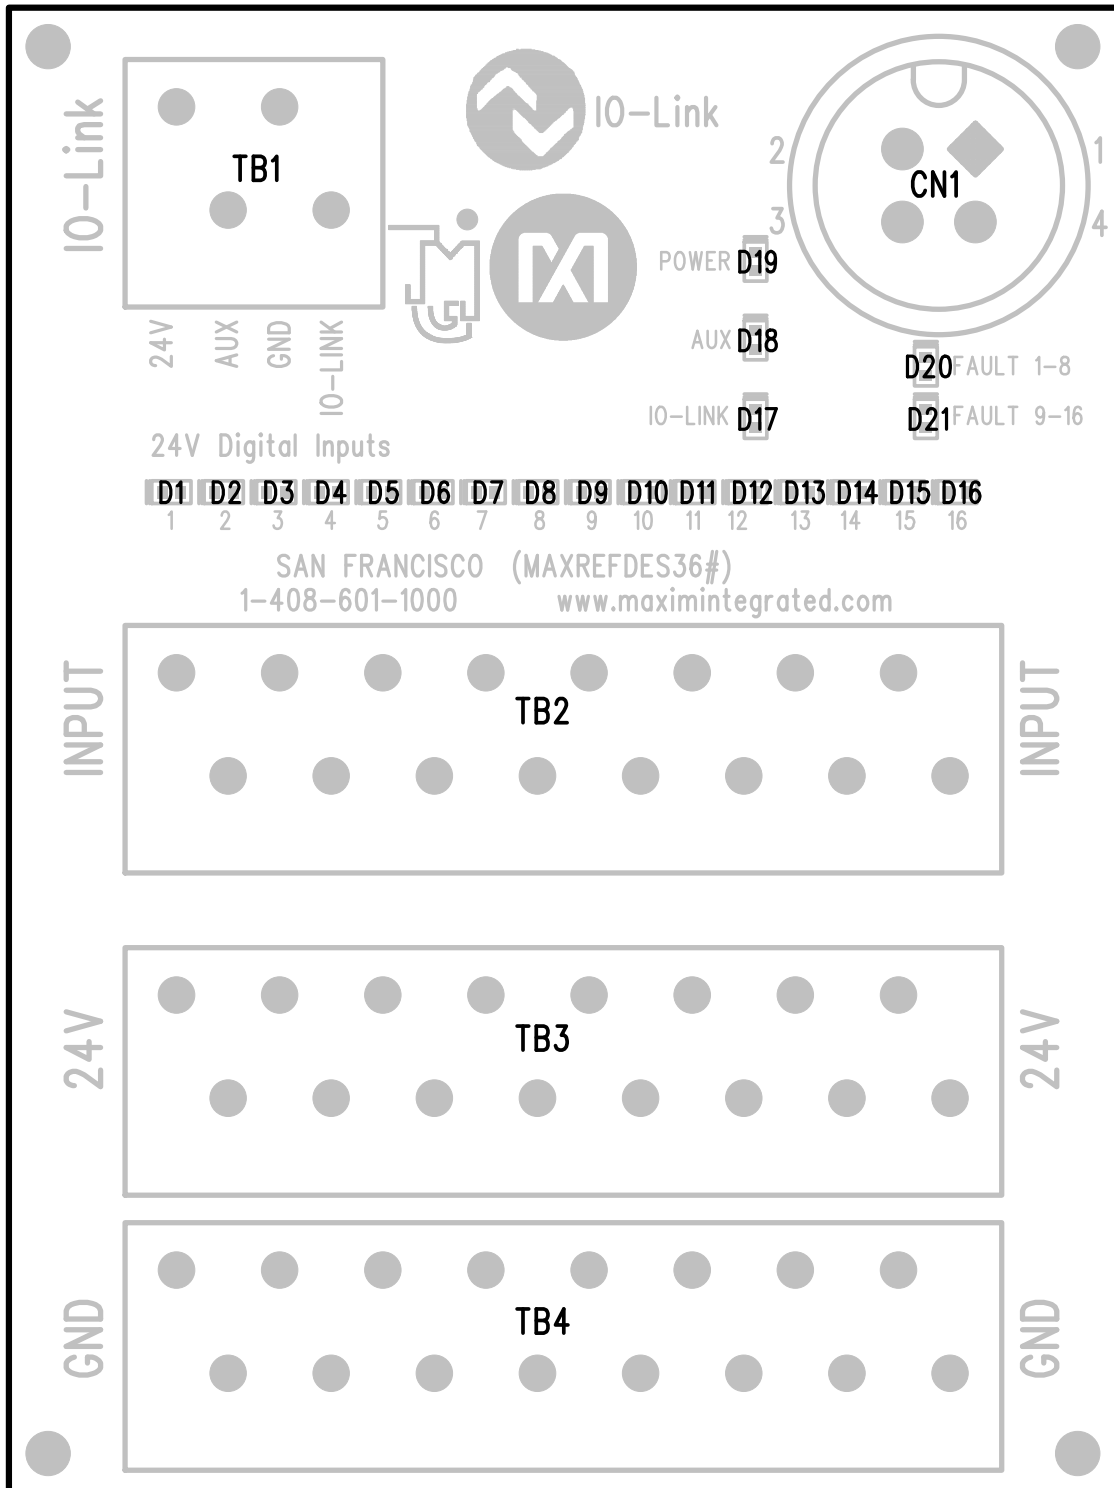 IO-Link
TB1
IO-Link
2
1
CN1
3
4
POWER D19
AUX D18
IO-LINK D17
D20 FAULT 1-8
D21 FAULT 9-16
24V
AUX
GND
IO-LINK
24V Digital Inputs
D1 D2 D3 D4 D5 D6 D7 D8 D9 D10 D11 D12 D13 D14 D15 D16
1 2 3 4 5 6 7 8 9 10 11 12 13 14 15 16
SAN FRANCISCO (MAXREFDES36#)
1-408-601-1000 www.maximintegrated.com
INPUT
TB2
INPUT
24V
TB3
24V
GND
TB4
GND